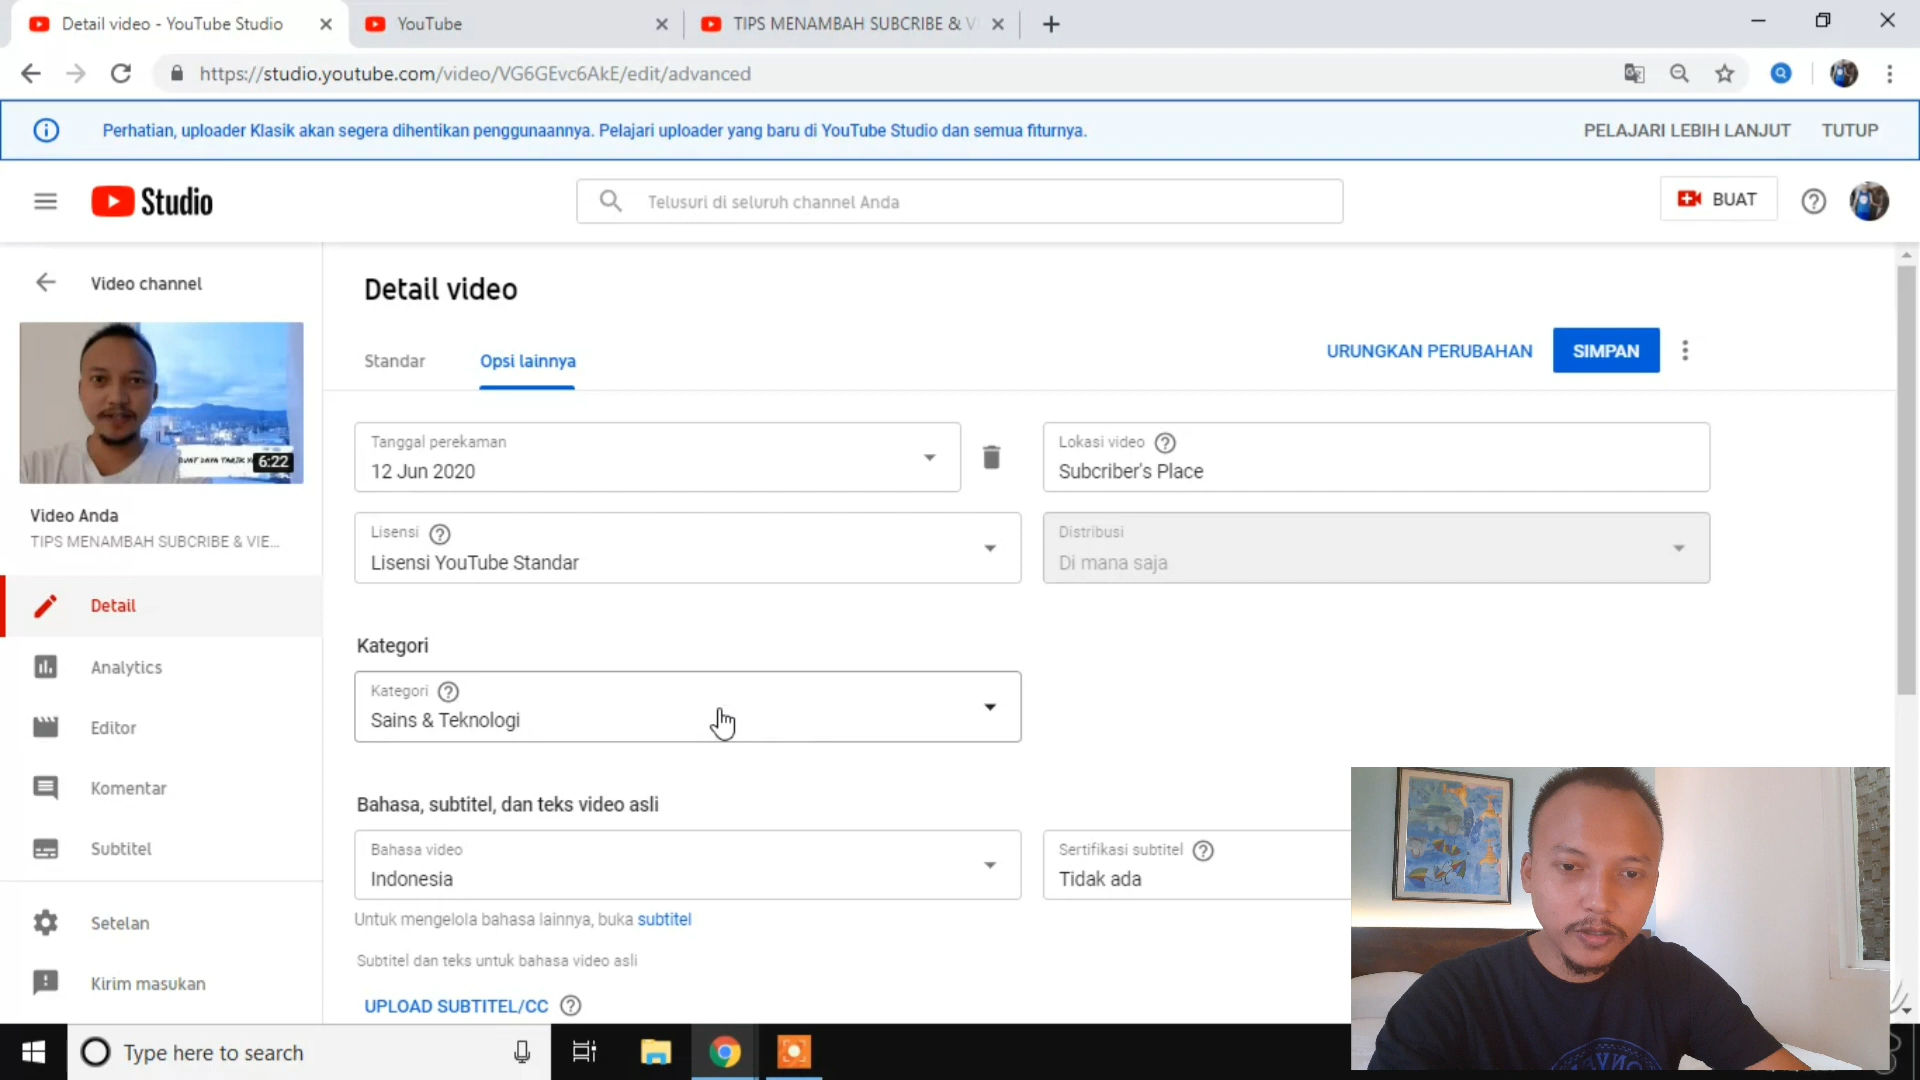 Detail video - YouTube Studio
YouTube
TIPS MENAMBAH SUBCRIBE & V
https://studio.youtube.com/video/VG6GEvc6AkE/edit/advanced
Perhatian, uploader Klasik akan segera dihentikan penggunaannya. Pelajari uploader yang baru di YouTube Studio dan semua fiturnya.
PELAJARI LEBIH LANJUT
TUTUP
Studio
Telusuri di seluruh channel Anda
BUAT
Video channel
Detail video
Standar
Opsi lainnya
URUNGKAN PERUBAHAN
SIMPAN
6:22
Video Anda
TIPS MENAMBAH SUBCRIBE & VIE...
Detail
Analytics
Editor
Komentar
Subtitel
Setelan
Kirim masukan
Tanggal perekaman
12 Jun 2020
Lokasi video
Subcriber's Place
Lisensi
Lisensi YouTube Standar
Distribusi
Di mana saja
Kategori
Kategori
Sains & Teknologi
Bahasa, subtitel, dan teks video asli
Bahasa video
Indonesia
Sertifikasi subtitel
Tidak ada
Untuk mengelola bahasa lainnya, buka subtitel
Subtitel dan teks untuk bahasa video asli
UPLOAD SUBTITEL/CC
Type here to search